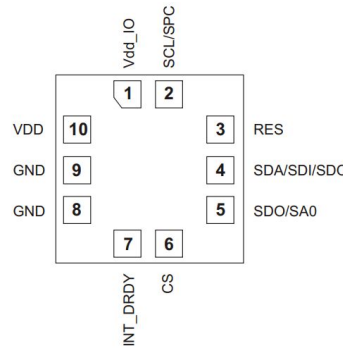 Vdd_IO
SCL/SPC
1
2
VDD
10
3
RES
GND
9
4
SDA/SDI/SDO
GND
8
5
SDO/SA0
7
6
INT_DRDY
CS